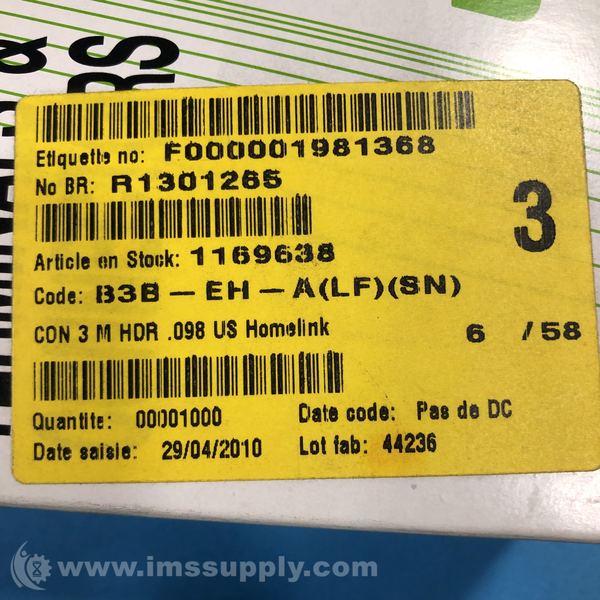 &
RS
Etiquette no: F000001981368
No BR: R1301265
3
Article en Stock: 1169638
Code: B3B - EH - A(LF)(SN)
CON 3 M HDR .098 US Homelink 6 /58
Quantite: 00001000 Date code: Pas de DC
Date saisie: 29/04/2010 Lot fab: 44236
www.imssupply.com